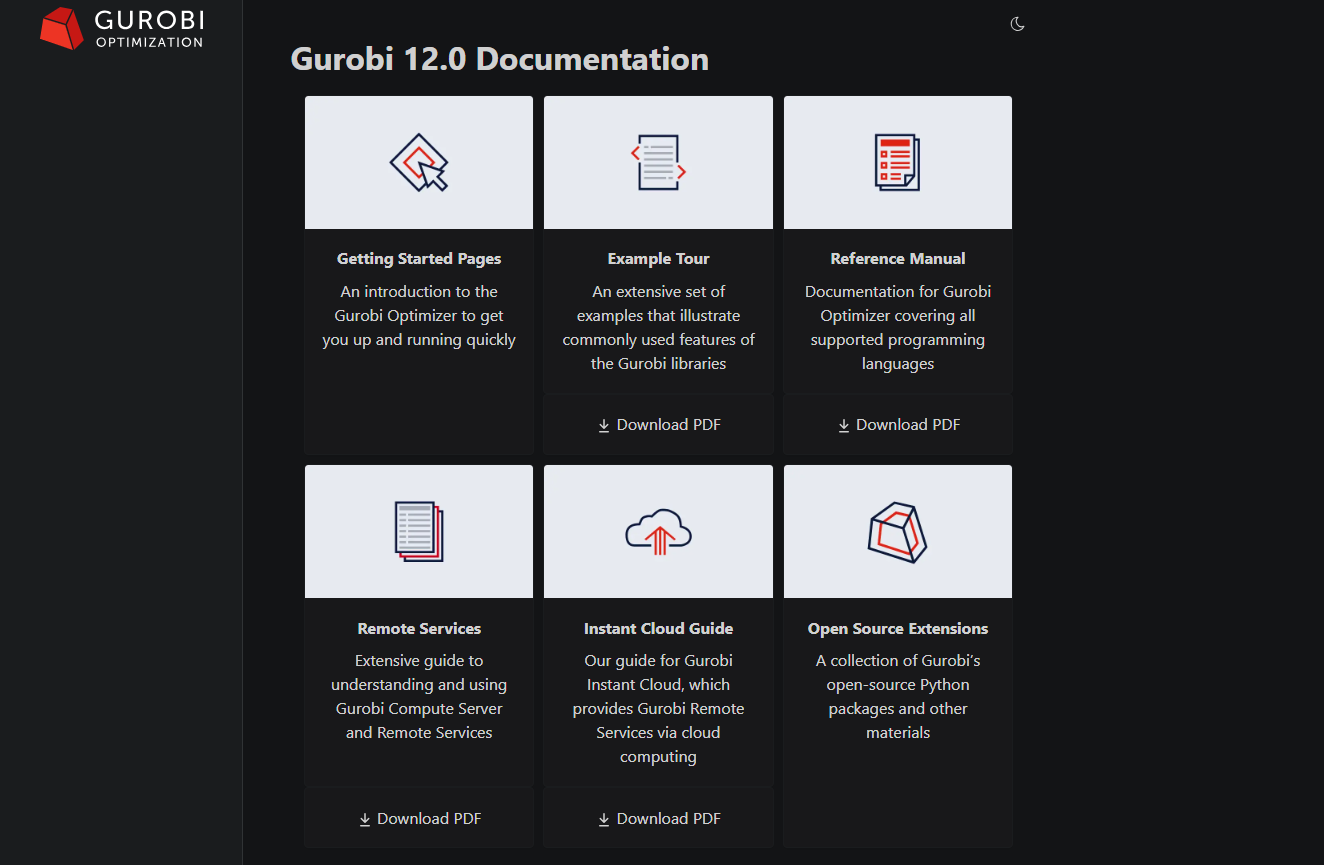 GUROBI
OPTIMIZATION
Gurobi 12.0 Documentation
Getting Started Pages
An introduction to the
Gurobi Optimizer to get
you up and running quickly
Example Tour
An extensive set of
examples that illustrate
commonly used features of
the Gurobi libraries
Download PDF
Reference Manual
Documentation for Gurobi
Optimizer covering all
supported programming
languages
Download PDF
Remote Services
Extensive guide to
understanding and using
Gurobi Compute Server
and Remote Services
Download PDF
Instant Cloud Guide
Our guide for Gurobi
Instant Cloud, which
provides Gurobi Remote
Services via cloud
computing
Download PDF
Open Source Extensions
A collection of Gurobi’s
open-source Python
packages and other
materials